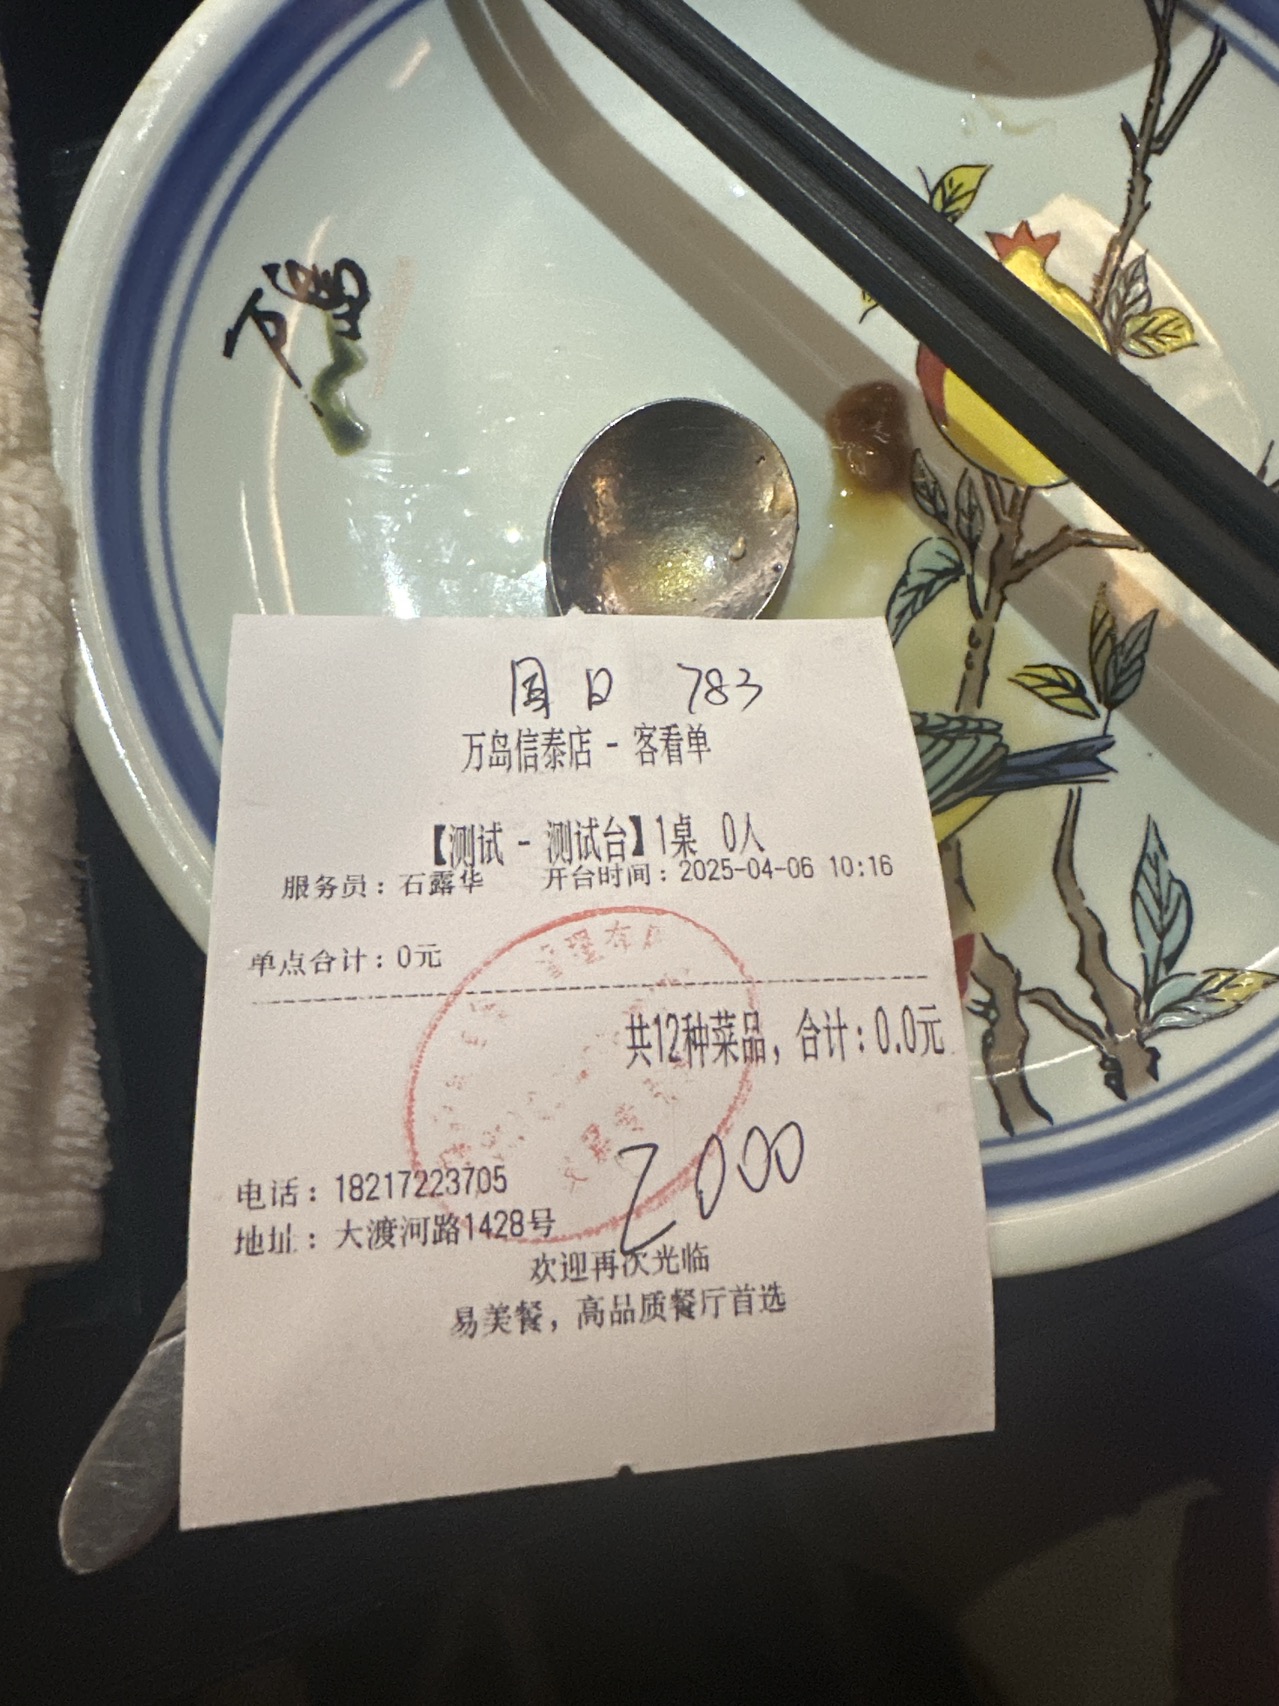 万岛
周日 783
万岛信泰店 - 客看单
【测试 - 测试台】1桌 0人
服务员：石露华 开台时间：2025-04-06 10:16
单点合计：0元
共12种菜品，合计：0.0元
2000
电话：18217223705
地址：大渡河路1428号
欢迎再次光临
易美餐，高品质餐厅首选